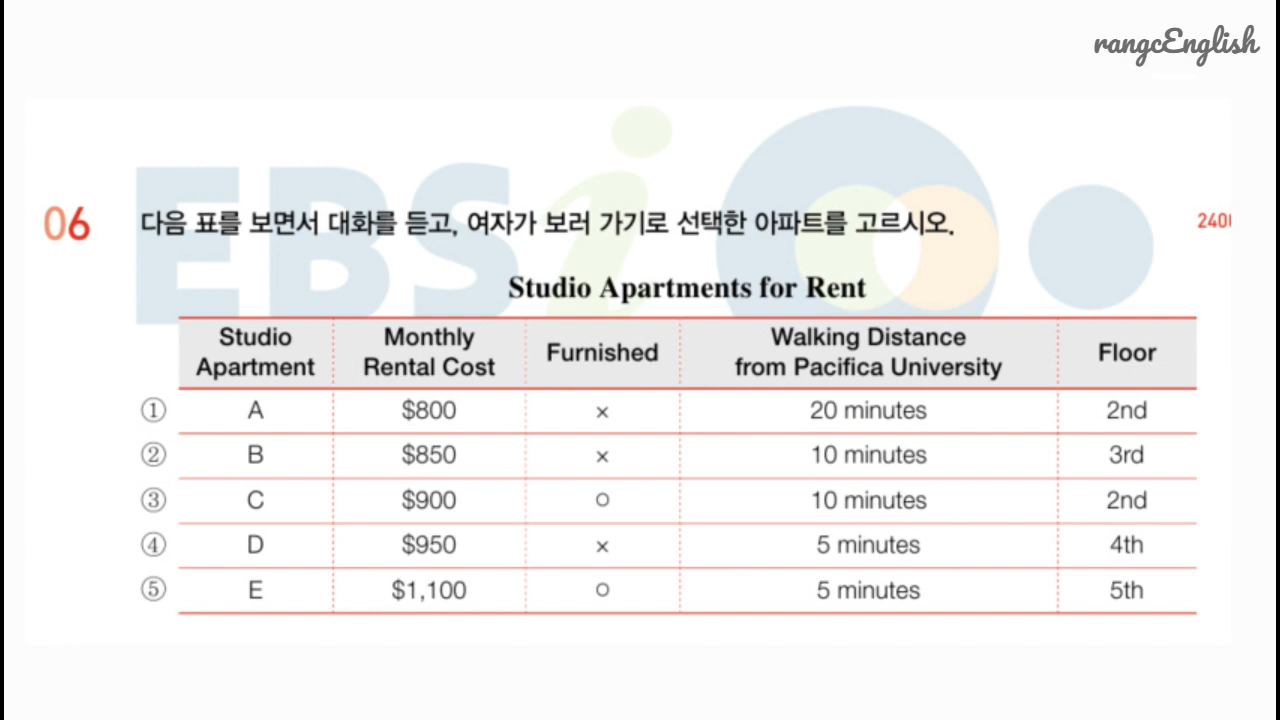 rangcEnglish
EBSi
06 다음 표를 보면서 대화를 듣고, 여자가 보러 가기로 선택한 아파트를 고르시오.
Studio Apartments for Rent
Studio Apartment Monthly Rental Cost Furnished Walking Distance from Pacifica University Floor
① A $800 × 20 minutes 2nd
② B $850 × 10 minutes 3rd
③ C $900 ○ 10 minutes 2nd
④ D $950 × 5 minutes 4th
⑤ E $1,100 ○ 5 minutes 5th